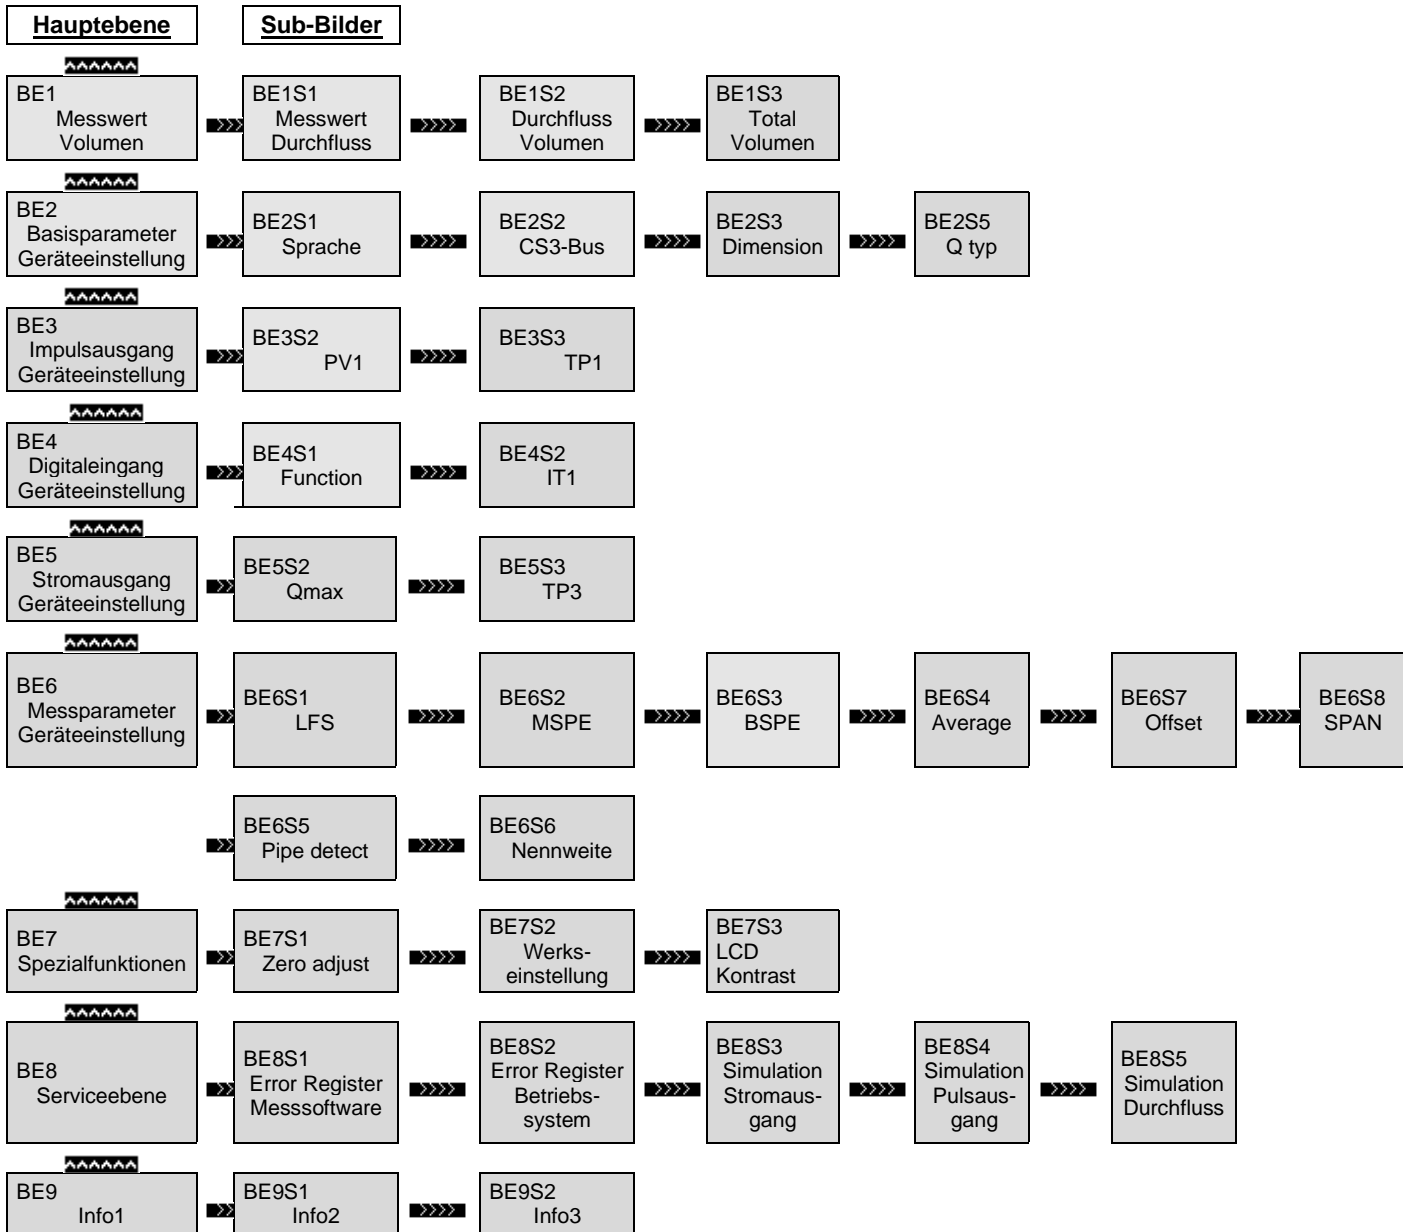 Hauptebene
Sub-Bilder
BE1
Messwert
Volumen
BE1S1
Messwert
Durchfluss
BE1S2
Durchfluss
Volumen
BE1S3
Total
Volumen
BE2
Basisparameter
Geräteeinstellung
BE2S1
Sprache
BE2S2
CS3-Bus
BE2S3
Dimension
BE2S5
Q typ
BE3
Impulsausgang
Geräteeinstellung
BE3S2
PV1
BE3S3
TP1
BE4
Digitaleingang
Geräteeinstellung
BE4S1
Function
BE4S2
IT1
BE5
Stromausgang
Geräteeinstellung
BE5S2
Qmax
BE5S3
TP3
BE6
Messparameter
Geräteeinstellung
BE6S1
LFS
BE6S2
MSPE
BE6S3
BSPE
BE6S4
Average
BE6S7
Offset
BE6S8
SPAN
BE6S5
Pipe detect
BE6S6
Nennweite
BE7
Spezialfunktionen
BE7S1
Zero adjust
BE7S2
Werks-
einstellung
BE7S3
LCD
Kontrast
BE8
Serviceebene
BE8S1
Error Register
Messsoftware
BE8S2
Error Register
Betriebs-
system
BE8S3
Simulation
Stromaus-
gang
BE8S4
Simulation
Pulsaus-
gang
BE8S5
Simulation
Durchfluss
BE9
Info1
BE9S1
Info2
BE9S2
Info3